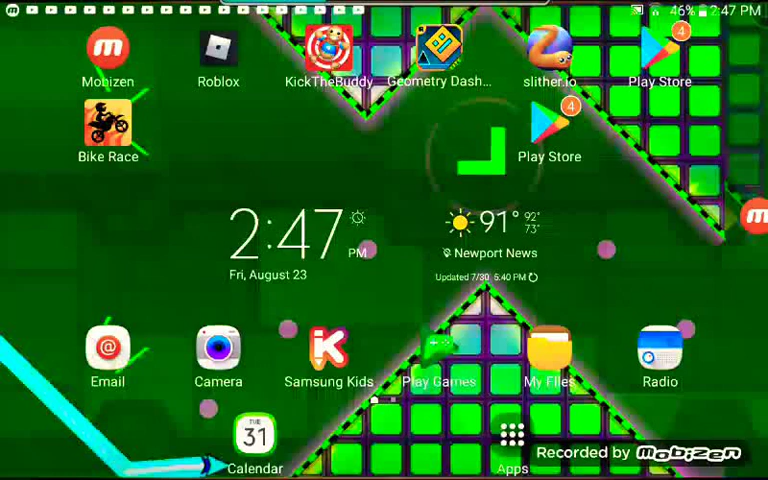 46% 2:47 PM
4
Mobizen
Roblox
KickTheBuddy
Geometry Dash...
slither.io
Play Store
4
Bike Race
Play Store
2:47 PM
Fri, August 23
91° 92° 73°
Newport News
Updated 7/30 5:40 PM
Email
Camera
Samsung Kids
Play Games
My Files
Radio
TUE
31
Calendar
Apps
Recorded by Mobizen